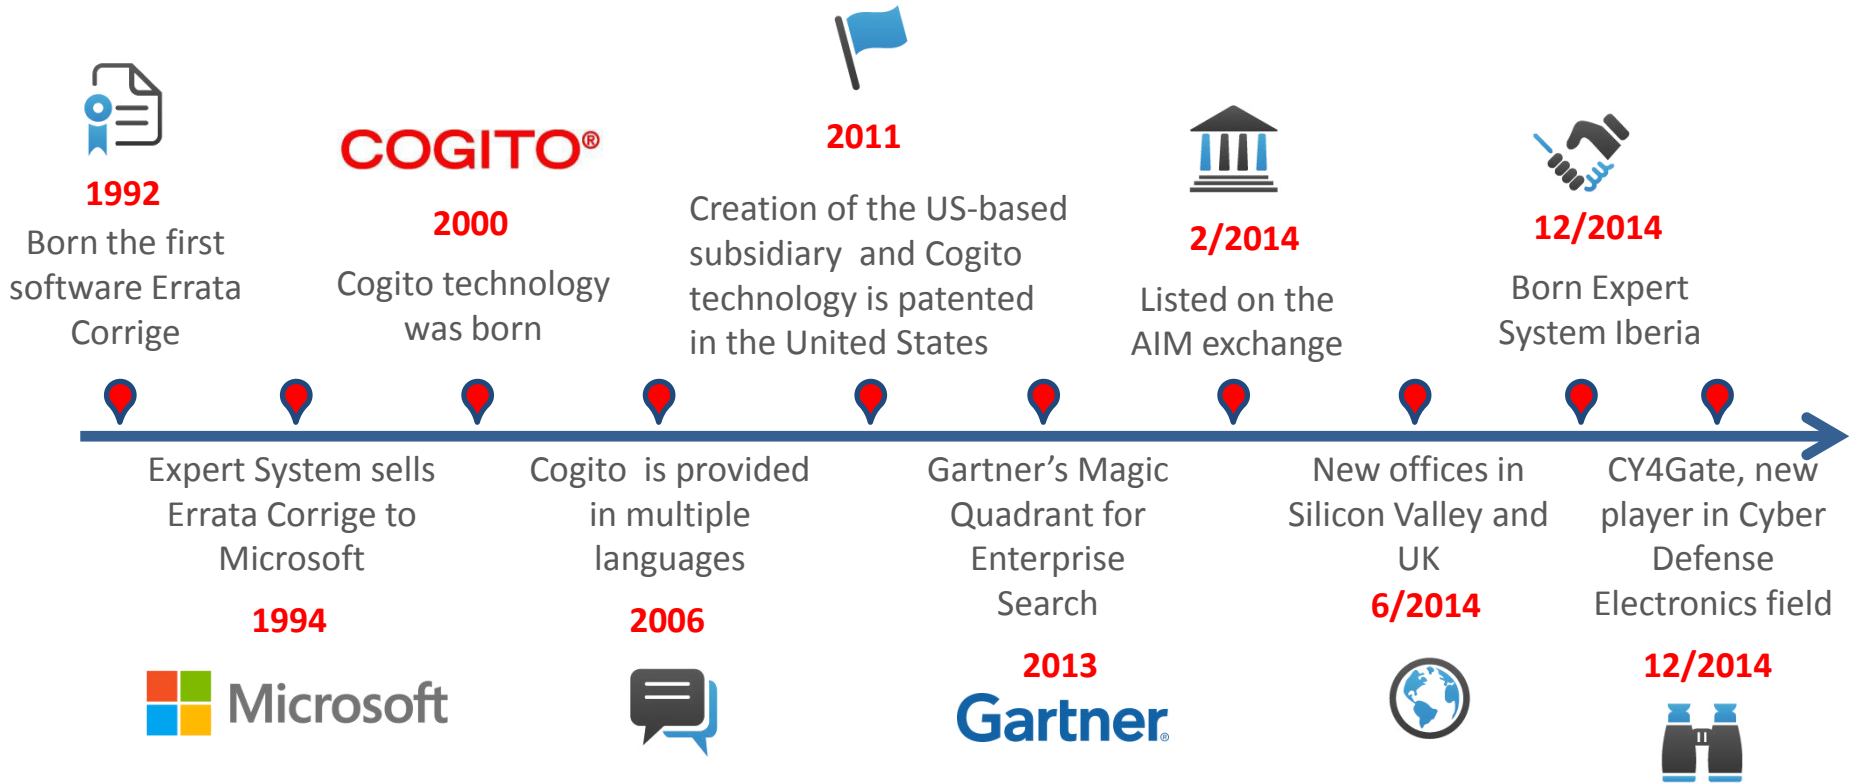 1992
Born the first
software Errata
Corrige
Expert System sells
Errata Corrige to
Microsoft
1994
Microsoft
COGITO®
2000
Cogito technology
was born
Cogito is provided
in multiple
languages
2006
2011
Creation of the US-based
subsidiary and Cogito
technology is patented
in the United States
Gartner’s Magic
Quadrant for
Enterprise
Search
2013
Gartner®
2/2014
Listed on the
AIM exchange
New offices in
Silicon Valley and
UK
6/2014
12/2014
Born Expert
System Iberia
CY4Gate, new
player in Cyber
Defense
Electronics field
12/2014